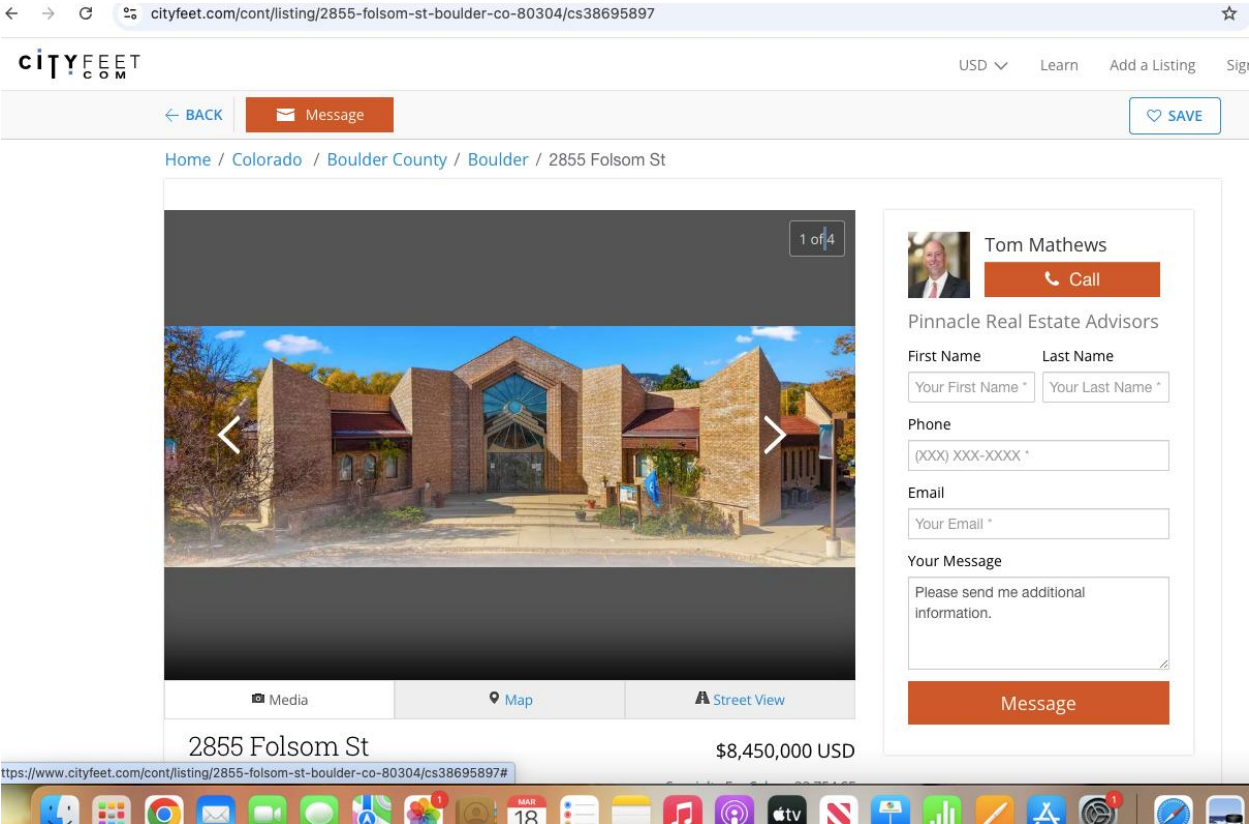 cityfeet.com/cont/listing/2855-folsom-st-boulder-co-80304/cs38695897
CITYFEET
COM
USD Learn Add a Listing
BACK Message SAVE
Home / Colorado / Boulder County / Boulder / 2855 Folsom St
1 of 4
Tom Mathews
Call
Pinnacle Real Estate Advisors
First Name Last Name
Your First Name * Your Last Name *
Phone
(XXX) XXX-XXXX *
Email
Your Email *
Your Message
Please send me additional
information.
Message
Media Map Street View
2855 Folsom St $8,450,000 USD
ttps://www.cityfeet.com/cont/listing/2855-folsom-st-boulder-co-80304/cs38695897#
1 MAR 1
18 tv